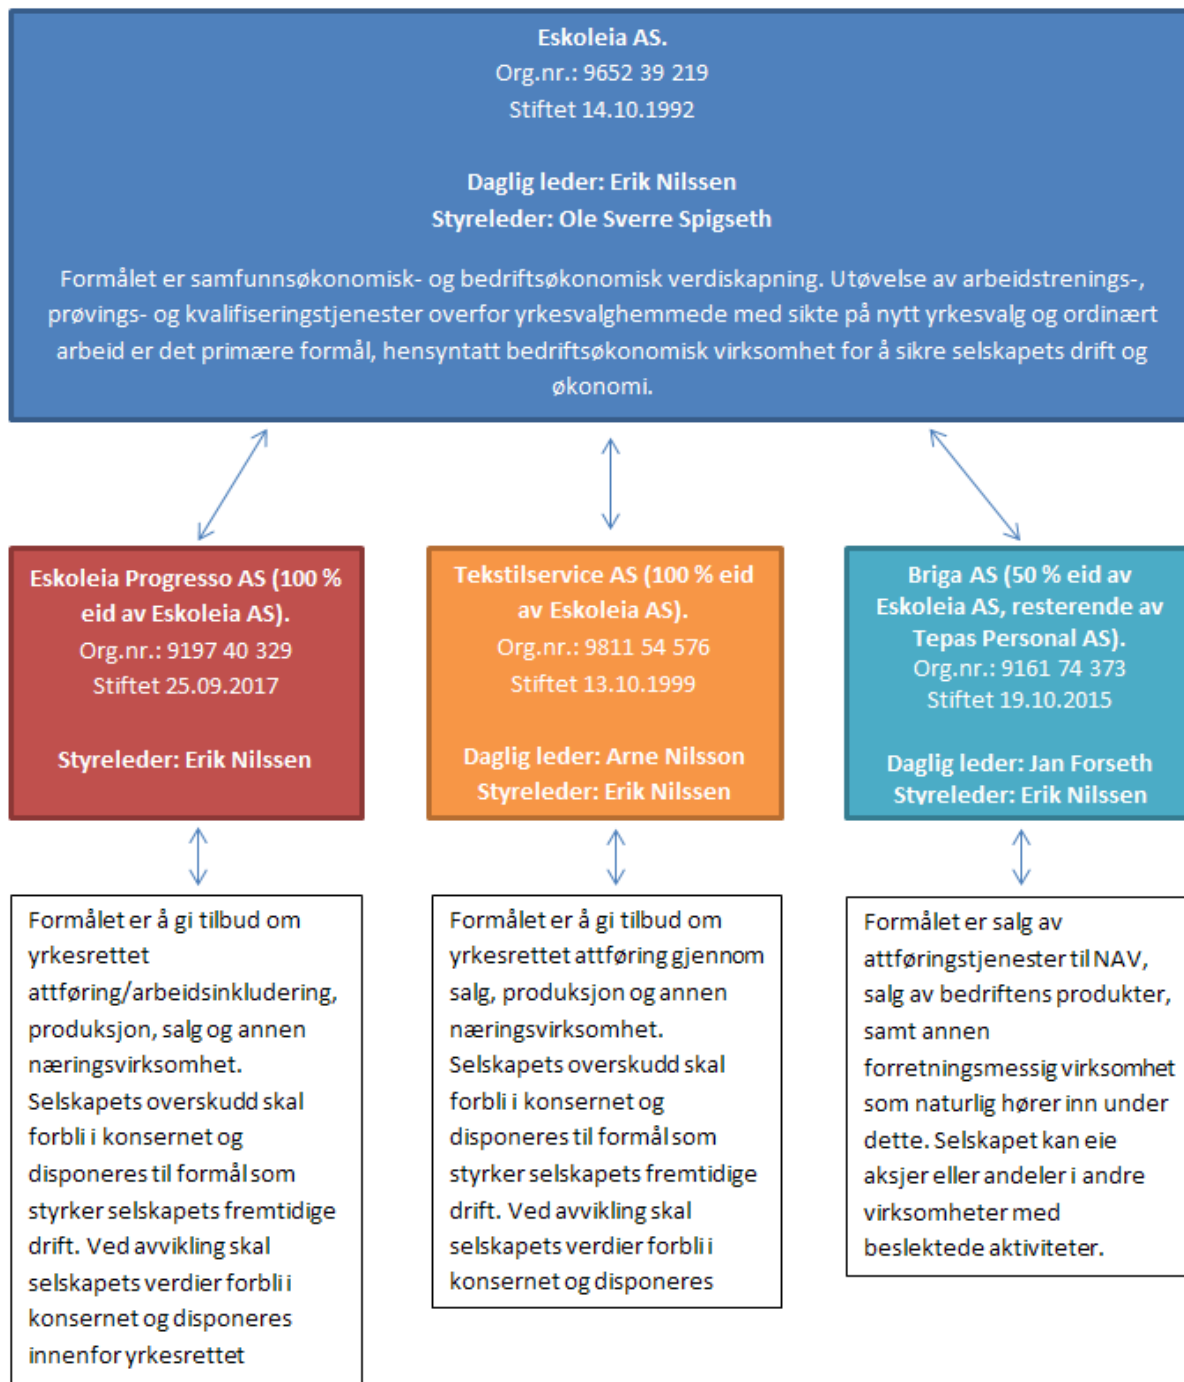 Eskoleia AS.
Org.nr.: 9652 39 219
Stiftet 14.10.1992
Daglig leder: Erik Nilssen
Styreleder: Ole Sverre Spigseth
Formålet er samfunnsøkonomisk- og bedriftsøkonomisk verdiskapning. Utøvelse av arbeidstrenings-,
prøvings- og kvalifiseringstjenester overfor yrkesvalghemmede med sikte på nytt yrkesvalg og ordinært
arbeid er det primære formål, hensyntatt bedriftsøkonomisk virksomhet for å sikre selskapets drift og
økonomi.
Eskoleia Progresso AS (100 %
eid av Eskoleia AS).
Org.nr.: 9197 40 329
Stiftet 25.09.2017
Styreleder: Erik Nilssen
Tekstilservice AS (100 % eid
av Eskoleia AS).
Org.nr.: 9811 54 576
Stiftet 13.10.1999
Daglig leder: Arne Nilsson
Styreleder: Erik Nilssen
Briga AS (50 % eid av
Eskoleia AS, resterende av
Tepas Personal AS).
Org.nr.: 9161 74 373
Stiftet 19.10.2015
Daglig leder: Jan Forseth
Styreleder: Erik Nilssen
Formålet er å gi tilbud om
yrkesrettet
attføring/arbeidsinkludering,
produksjon, salg og annen
næringsvirksomhet.
Selskapets overskudd skal
forbli i konsernet og
disponeres til formål som
styrker selskapets fremtidige
drift. Ved avvikling skal
selskapets verdier forbli i
konsernet og disponeres
innenfor yrkesrettet
Formålet er å gi tilbud om
yrkesrettet attføring gjennom
salg, produksjon og annen
næringsvirksomhet.
Selskapets overskudd skal
forbli i konsernet og
disponeres til formål som
styrker selskapets fremtidige
drift. Ved avvikling skal
selskapets verdier forbli i
konsernet og disponeres
Formålet er salg av
attføringstjenester til NAV,
salg av bedriftens produkter,
samt annen
forretningsmessig virksomhet
som naturlig hører inn under
dette. Selskapet kan eie
aksjer eller andeler i andre
virksomheter med
beslektede aktiviteter.